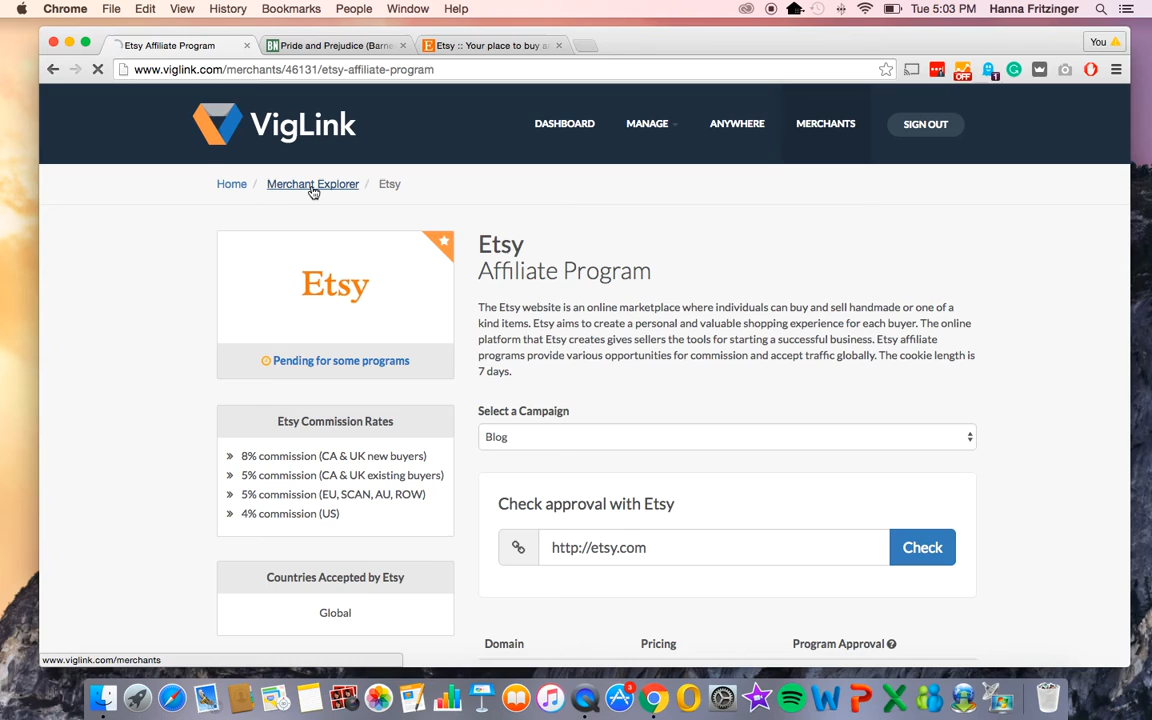 Chrome File Edit View History Bookmarks People Window Help Tue 5:03 PM Hanna Fritzinger
Etsy Affiliate Program Pride and Prejudice (Barne Etsy :: Your place to buy a You
www.viglink.com/merchants/46131/etsy-affiliate-program
OFF 1
VigLink DASHBOARD MANAGE ANYWHERE MERCHANTS SIGN OUT
Home / Merchant Explorer / Etsy
Etsy
Pending for some programs
Etsy Commission Rates
» 8% commission (CA & UK new buyers)
» 5% commission (CA & UK existing buyers)
» 5% commission (EU, SCAN, AU, ROW)
» 4% commission (US)
Countries Accepted by Etsy
Global
Etsy
Affiliate Program
The Etsy website is an online marketplace where individuals can buy and sell handmade or one of a
kind items. Etsy aims to create a personal and valuable shopping experience for each buyer. The online
platform that Etsy creates gives sellers the tools for starting a successful business. Etsy affiliate
programs provide various opportunities for commission and accept traffic globally. The cookie length is
7 days.
Select a Campaign
Blog
Check approval with Etsy
http://etsy.com Check
Domain Pricing Program Approval
www.viglink.com/merchants